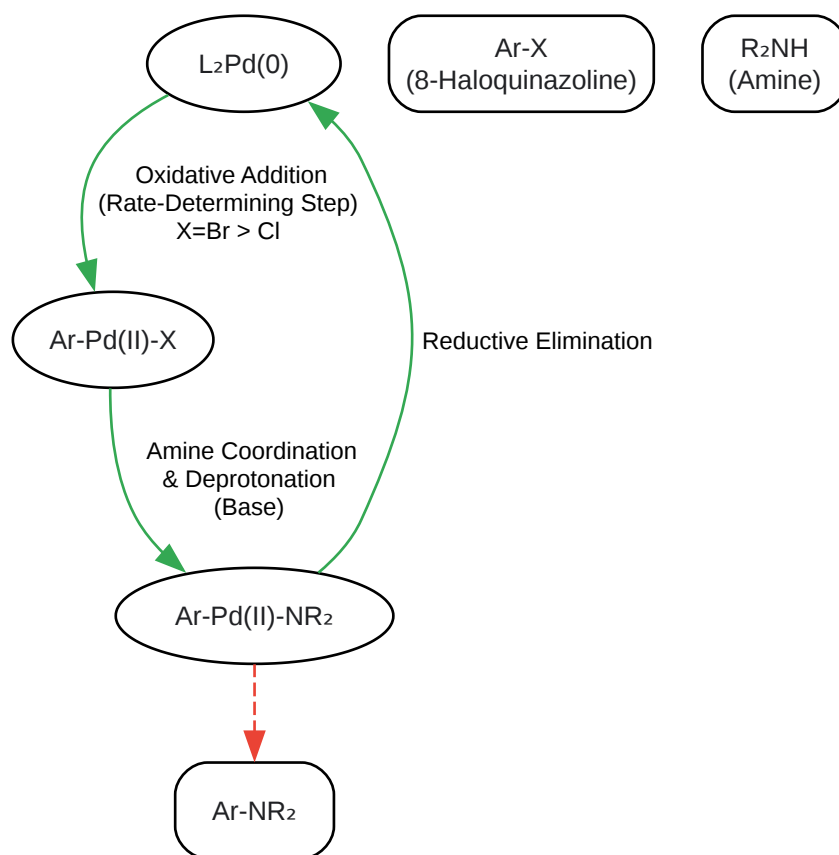 L₂Pd(0)
Ar-X
(8-Haloquinazoline)
R₂NH
(Amine)
Oxidative Addition
(Rate-Determining Step)
X=Br > Cl
Ar-Pd(II)-X
Reductive Elimination
Amine Coordination
& Deprotonation
(Base)
Ar-Pd(II)-NR₂
Ar-NR₂